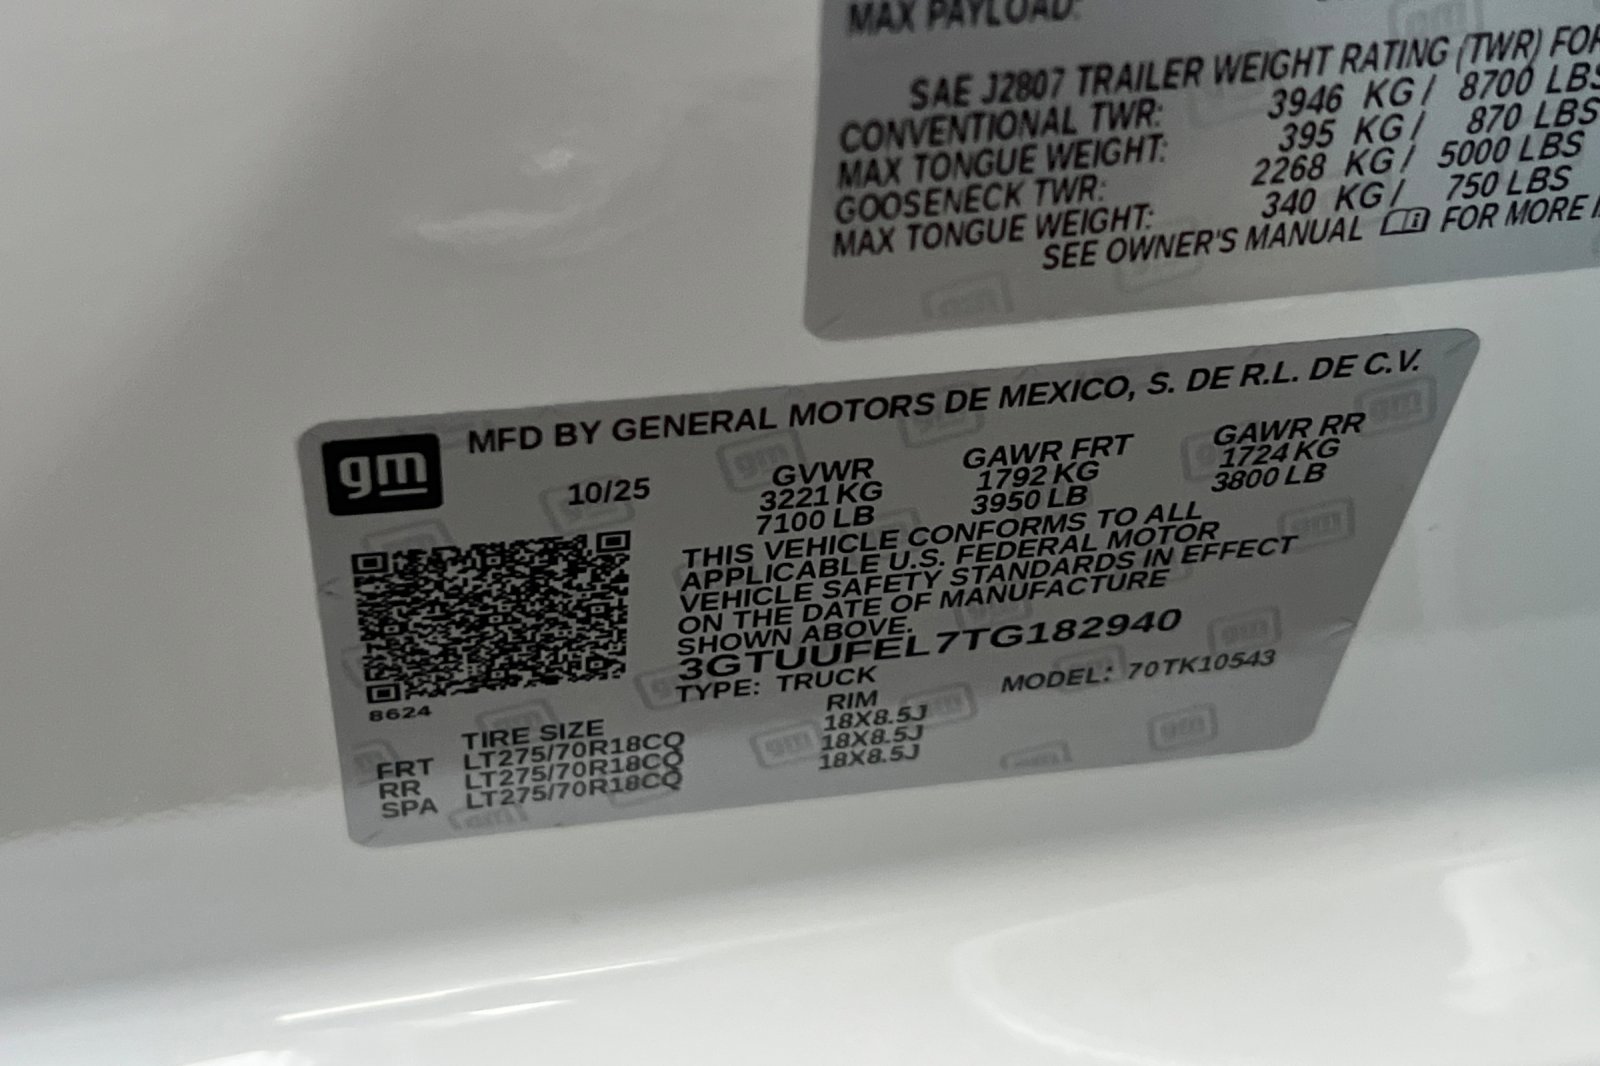 MAX PAYLOAD:
SAE J2807 TRAILER WEIGHT RATING (TWR) FOR
CONVENTIONAL TWR: 3946 KG/ 8700 LBS
MAX TONGUE WEIGHT: 395 KG/ 870 LBS
GOOSENECK TWR: 2268 KG/ 5000 LBS
MAX TONGUE WEIGHT: 340 KG/ 750 LBS
SEE OWNER'S MANUAL FOR MORE
gm
MFD BY GENERAL MOTORS DE MEXICO, S. DE R.L. DE C.V.
10/25 GVWR GAWR FRT GAWR RR
3221 KG 1792 KG 1724 KG
7100 LB 3950 LB 3800 LB
THIS VEHICLE CONFORMS TO ALL
APPLICABLE U.S. FEDERAL MOTOR
VEHICLE SAFETY STANDARDS IN EFFECT
ON THE DATE OF MANUFACTURE
SHOWN ABOVE.
3GTUUFEL7TG182940
TYPE: TRUCK MODEL: 70TK10543
8624
TIRE SIZE RIM
FRT LT275/70R18CQ 18X8.5J
RR LT275/70R18CQ 18X8.5J
SPA LT275/70R18CQ 18X8.5J